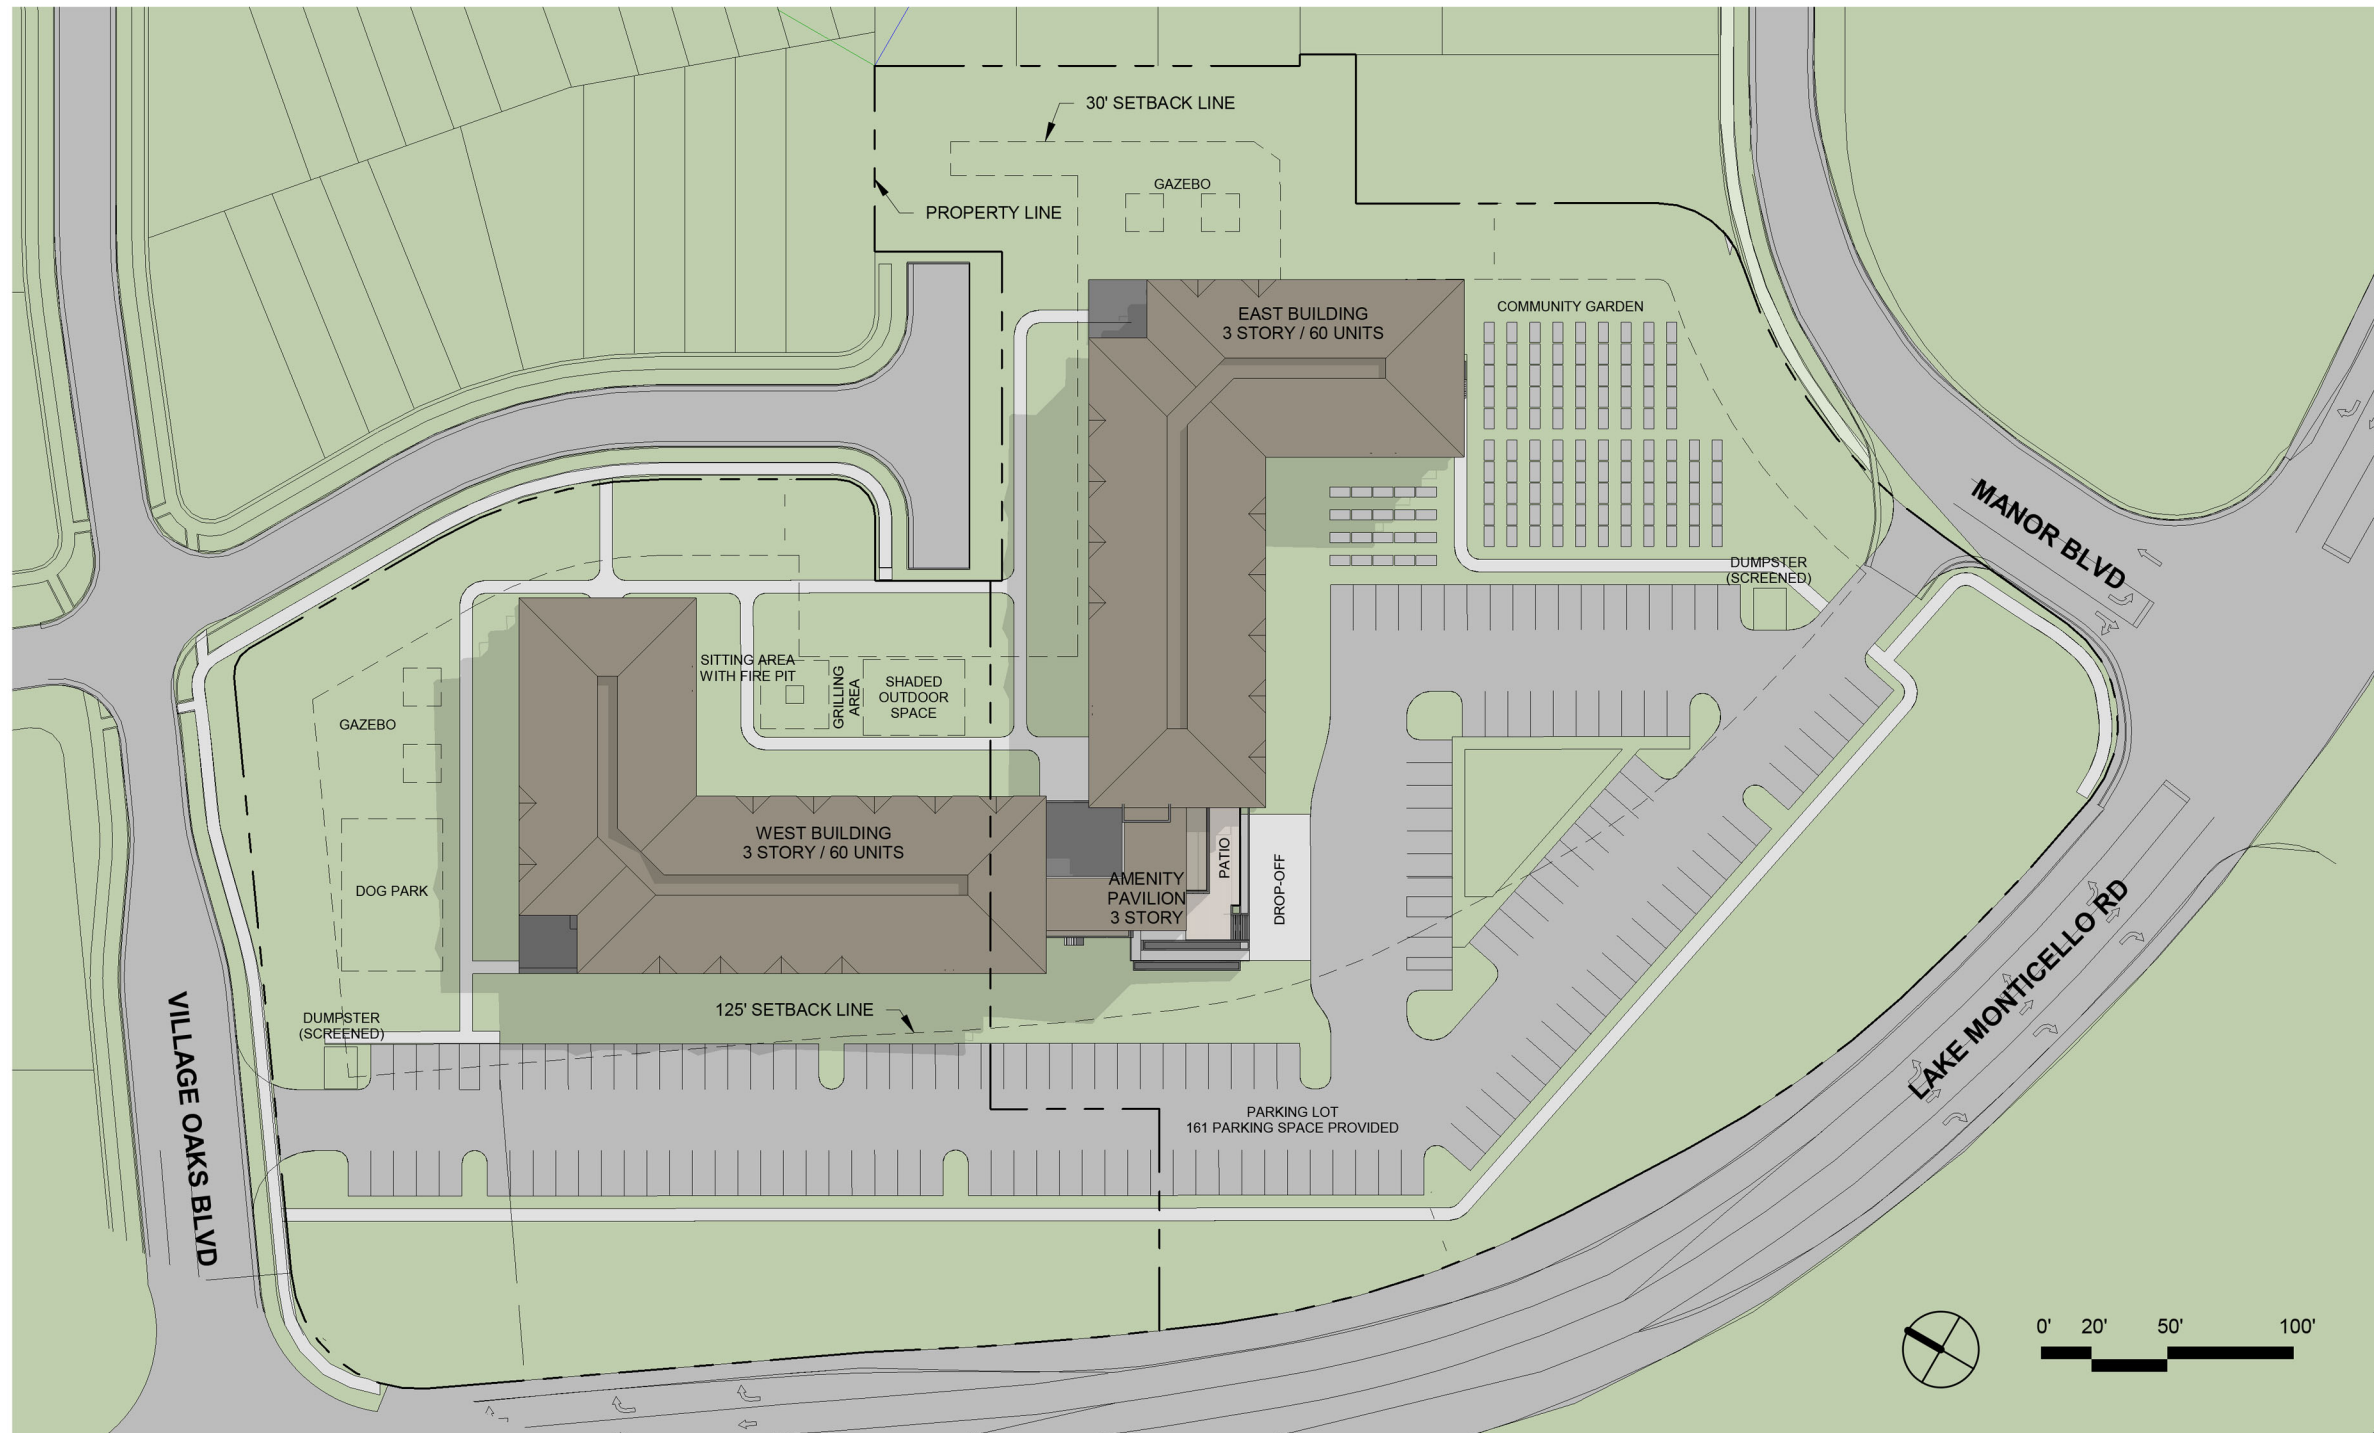 30' SETBACK LINE
GAZEBO
PROPERTY LINE
EAST BUILDING
3 STORY / 60 UNITS
COMMUNITY GARDEN
MANOR BLVD
DUMPSTER
(SCREENED)
SITTING AREA
WITH FIRE PIT
GRILLING
AREA
SHADED
OUTDOOR
SPACE
GAZEBO
WEST BUILDING
3 STORY / 60 UNITS
DOG PARK
AMENITY
PAVILION
3 STORY
PATIO
DROP-OFF
LAKE MONTICELLO RD
125' SETBACK LINE
DUMPSTER
(SCREENED)
VILLAGE OAKS BLVD
PARKING LOT
161 PARKING SPACE PROVIDED
0' 20' 50' 100'